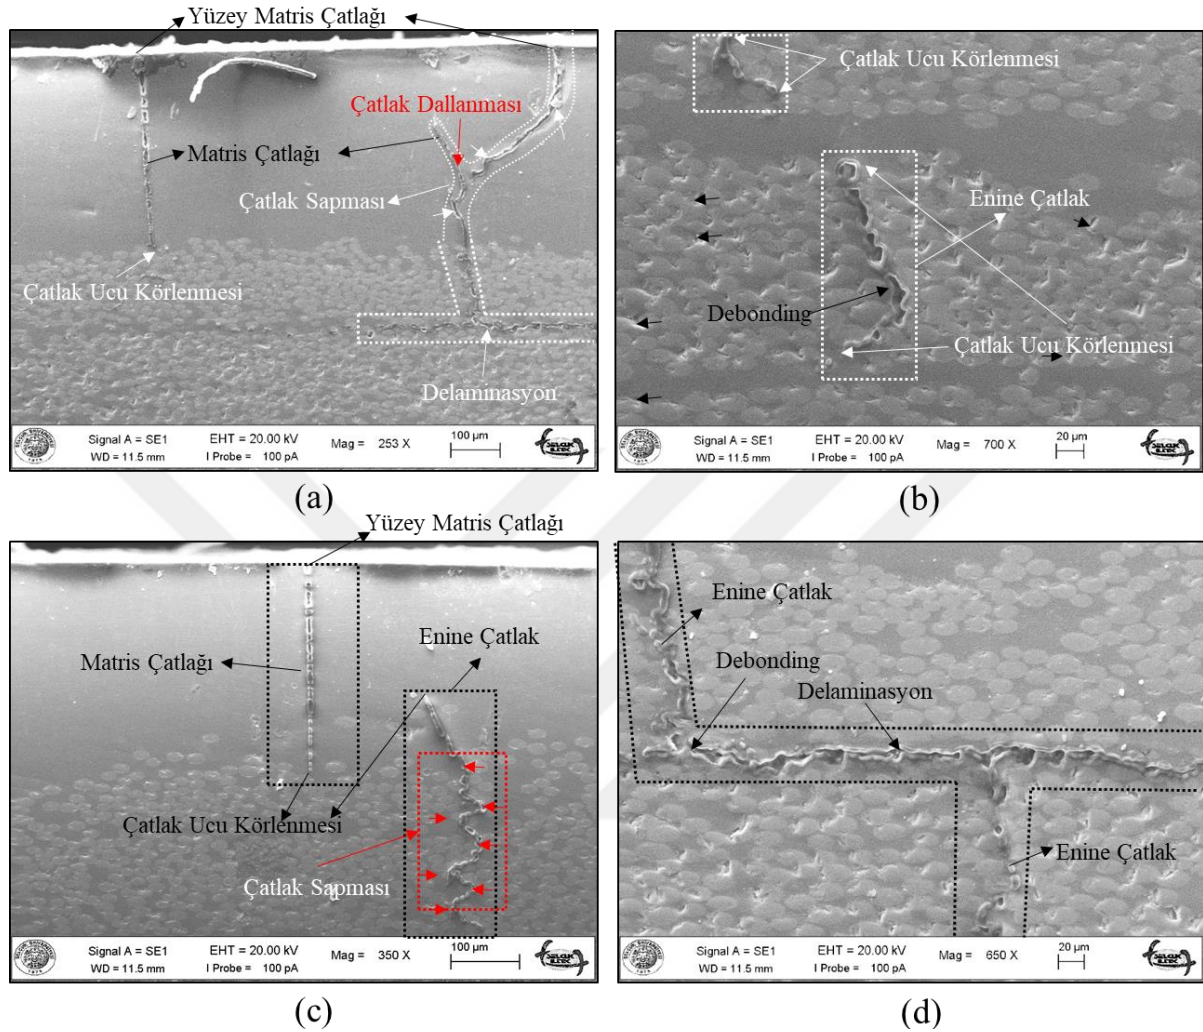 Yüzey Matris Çatlağı
Çatlak Dallanması
Matris Çatlağı
Çatlak Sapması
Çatlak Ucu Körlenmesi
Delaminasyon
Signal A = SE1
EHT = 20.00 kV
Mag = 253 X
100 µm
WD = 11.5 mm
I Probe = 100 pA
(a)
Çatlak Ucu Körlenmesi
Enine Çatlak
Debonding
Çatlak Ucu Körlenmesi
Signal A = SE1
EHT = 20.00 kV
Mag = 700 X
20 µm
WD = 11.5 mm
I Probe = 100 pA
(b)
Yüzey Matris Çatlağı
Enine Çatlak
Matris Çatlağı
Çatlak Ucu Körlenmesi
Çatlak Sapması
Signal A = SE1
EHT = 20.00 kV
Mag = 350 X
100 µm
WD = 11.5 mm
I Probe = 100 pA
(c)
Enine Çatlak
Debonding
Delaminasyon
Enine Çatlak
Signal A = SE1
EHT = 20.00 kV
Mag = 650 X
20 µm
WD = 11.5 mm
I Probe = 100 pA
(d)